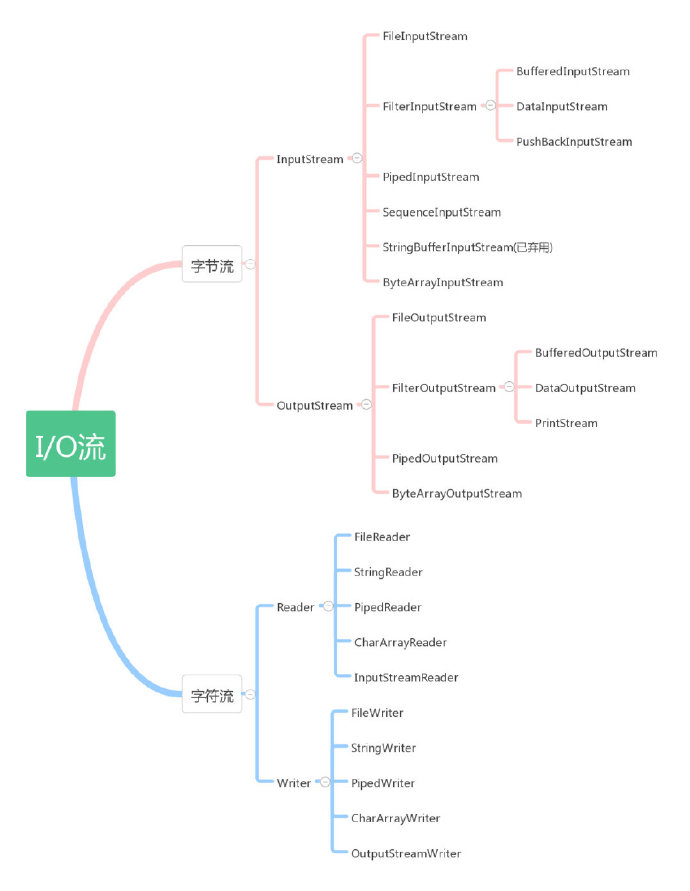 I/O流
字节流
InputStream
FileInputStream
FilterInputStream
BufferedInputStream
DataInputStream
PushBackInputStream
PipedInputStream
SequenceInputStream
StringBufferInputStream(已弃用)
ByteArrayInputStream
OutputStream
FileOutputStream
FilterOutputStream
BufferedOutputStream
DataOutputStream
PrintStream
PipedOutputStream
ByteArrayOutputStream
字符流
Reader
FileReader
StringReader
PipedReader
CharArrayReader
InputStreamReader
Writer
FileWriter
StringWriter
PipedWriter
CharArrayWriter
OutputStreamWriter